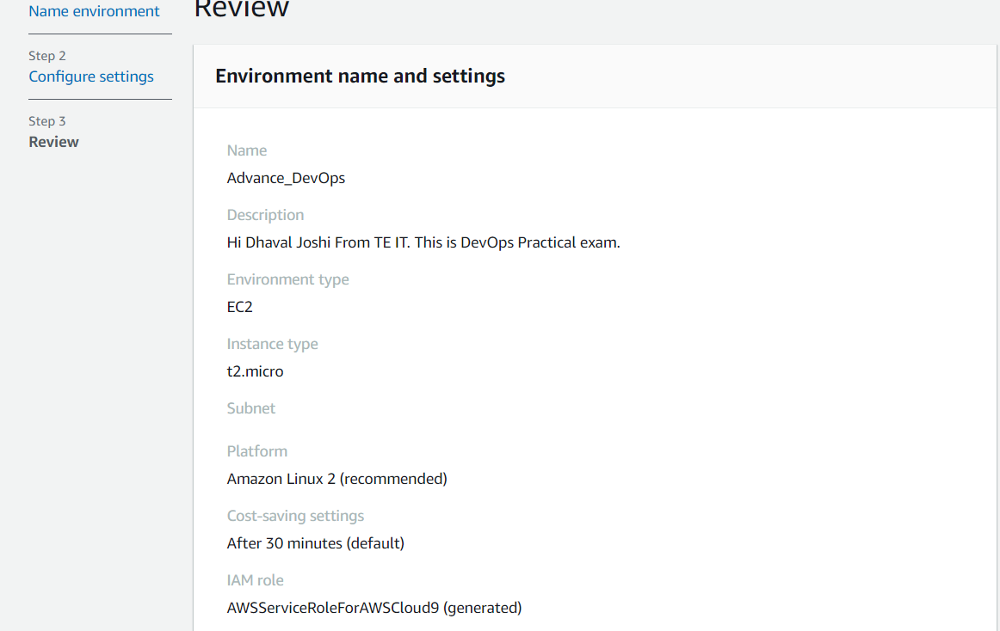 Name environment
Step 2
Configure settings
Step 3
Review
Review
Environment name and settings
Name
Advance_DevOps
Description
Hi Dhaval Joshi From TE IT. This is DevOps Practical exam.
Environment type
EC2
Instance type
t2.micro
Subnet
Platform
Amazon Linux 2 (recommended)
Cost-saving settings
After 30 minutes (default)
IAM role
AWSServiceRoleForAWSCloud9 (generated)